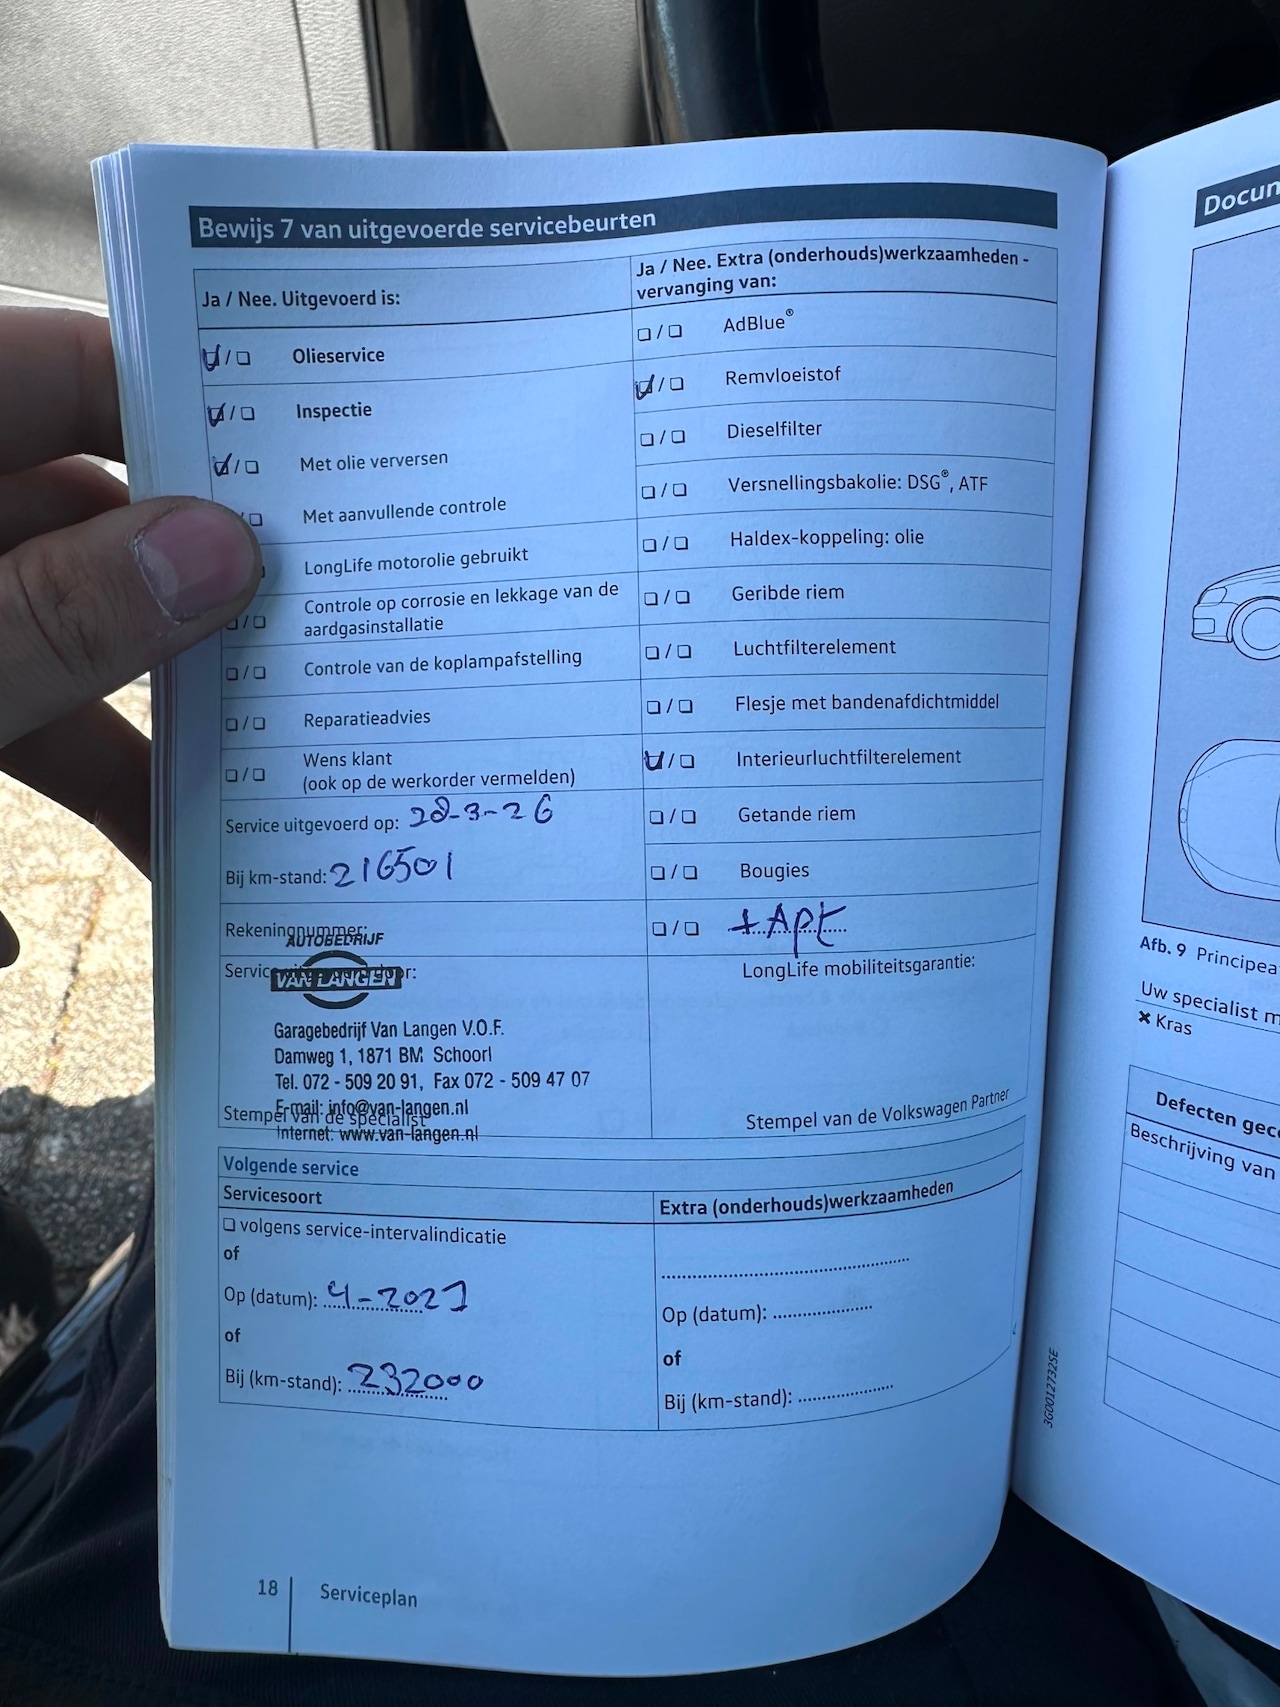 Bewijs 7 van uitgevoerde servicebeurten
Ja / Nee. Uitgevoerd is:
Olieservice
Inspectie
Met olie verversen
Met aanvullende controle
LongLife motorolie gebruikt
Controle op corrosie en lekkage van de
aardgasinstallatie
Controle van de koplampafstelling
Reparatieadvies
Wens klant
(ook op de werkorder vermelden)
Service uitgevoerd op: 28-3-26
Bij km-stand: 216501
Rekeningnummer:
AUTOBEDRIJF
VAN LANGEN
Garagebedrijf Van Langen V.O.F.
Damweg 1, 1871 BM Schoorl
Tel. 072 - 509 20 91, Fax 072 - 509 47 07
E-mail: info@van-langen.nl
Stempel van de specialist
Internet: www.van-langen.nl
Ja / Nee. Extra (onderhouds)werkzaamheden -
vervanging van:
AdBlue®
Remvloeistof
Dieselfilter
Versnellingsbakolie: DSG®, ATF
Haldex-koppeling: olie
Geribde riem
Luchtfilterelement
Flesje met bandenafdichtmiddel
Interieurluchtfilterelement
Getande riem
Bougies
+ APK
LongLife mobiliteitsgarantie:
Stempel van de Volkswagen Partner
Volgende service
Servicesoort
volgens service-intervalindicatie
of
Op (datum): 4-2027
of
Bij (km-stand): 232000
Extra (onderhouds)werkzaamheden
Op (datum):
of
Bij (km-stand):
18
Serviceplan
3G0012732SE
Docum
Afb. 9 Principea
Uw specialist m
✖ Kras
Defecten geco
Beschrijving van